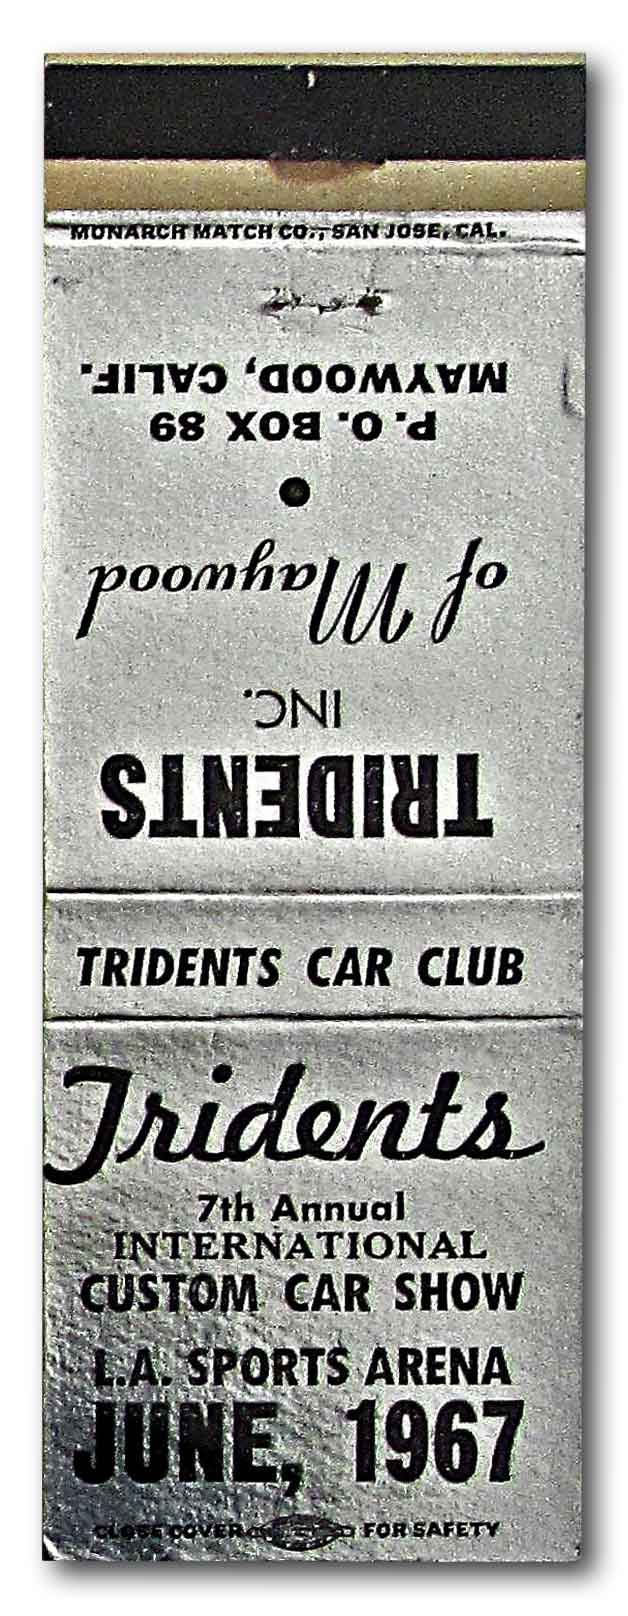 MONARCH MATCH CO., SAN JOSE, CAL.
TRIDENTS
INC.
of Maywood
P. O. BOX 89
MAYWOOD, CALIF.
TRIDENTS CAR CLUB
Tridents
7th Annual
INTERNATIONAL
CUSTOM CAR SHOW
L.A. SPORTS ARENA
JUNE, 1967
CLOSE COVER FOR SAFETY